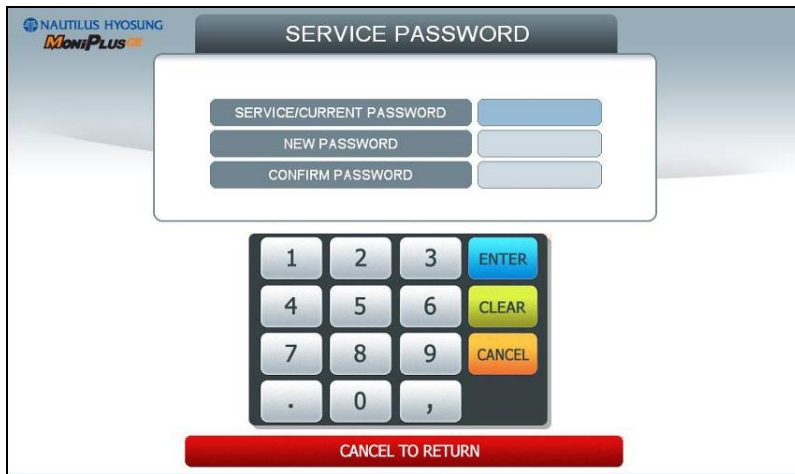 NAUTILUS HYOSUNG
MoniPlus CE
SERVICE PASSWORD
SERVICE/CURRENT PASSWORD
NEW PASSWORD
CONFIRM PASSWORD
1 2 3 ENTER
4 5 6 CLEAR
7 8 9 CANCEL
. 0 ,
CANCEL TO RETURN